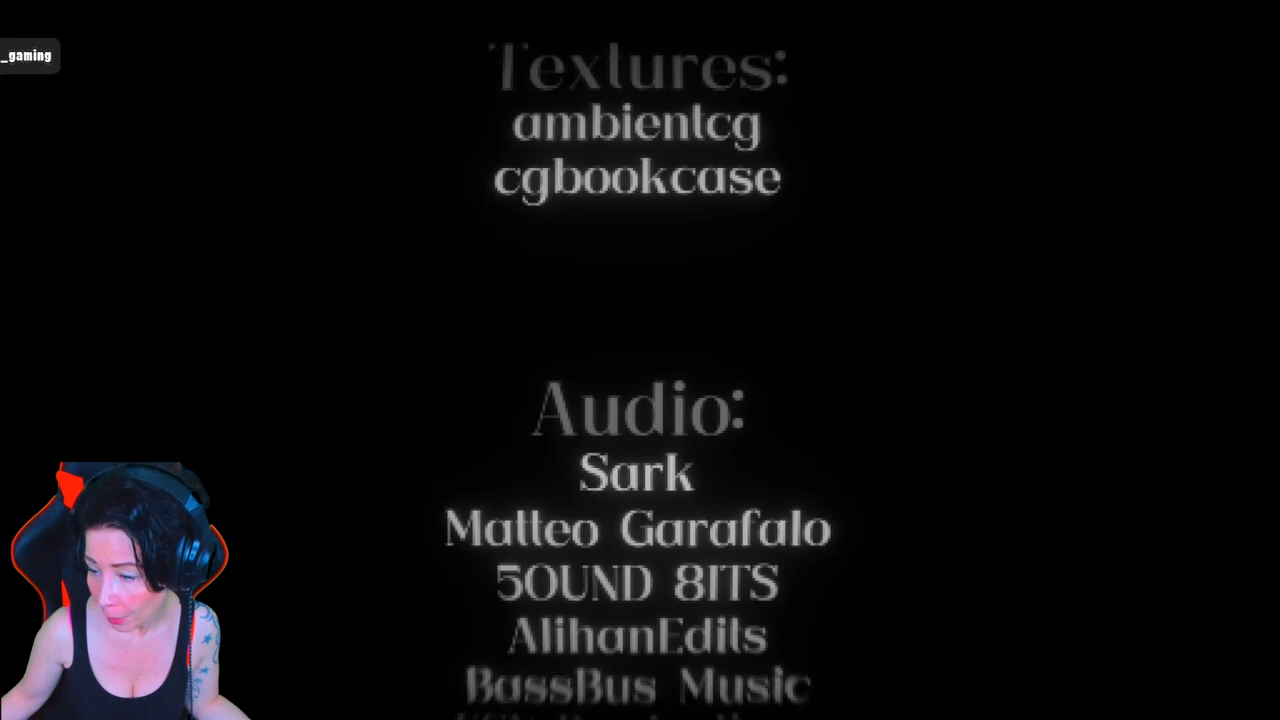 _gaming
Textures:
ambientcg
cgbookcase
Audio:
Sark
Matteo Garafalo
5OUND 8ITS
AlihanEdits
BassBus Music